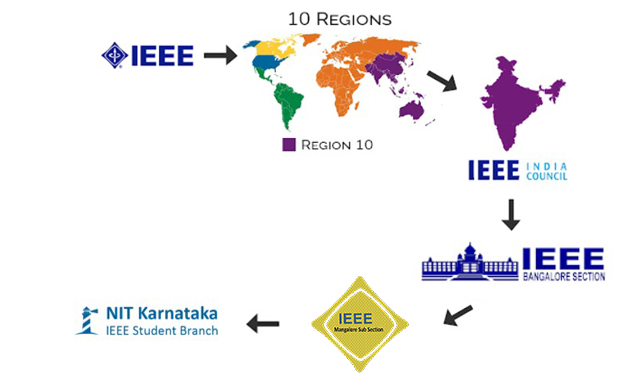 10 REGIONS
IEEE
REGION 10
IEEE INDIA
COUNCIL
IEEE
BANGALORE SECTION
IEEE
Mangalore Sub Section
NIT Karnataka
IEEE Student Branch